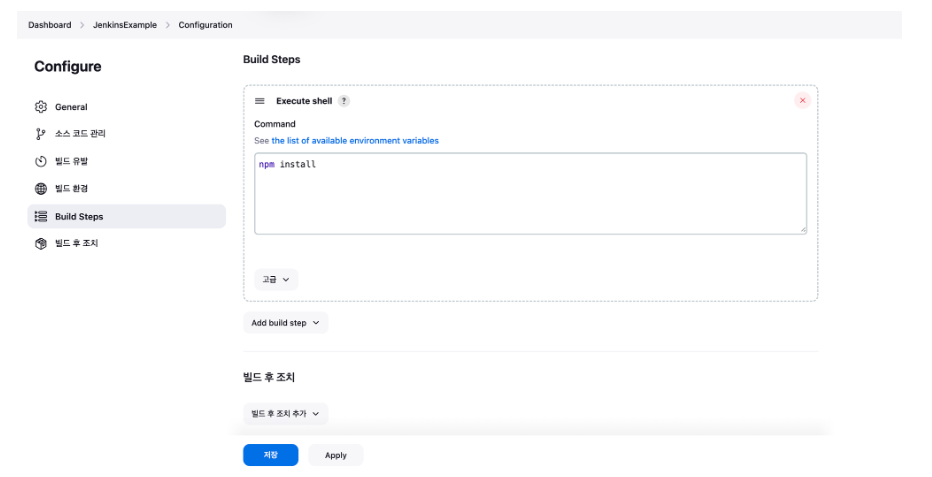 Dashboard > JenkinsExample > Configuration
Configure
General
소스 코드 관리
빌드 유발
빌드 환경
Build Steps
빌드 후 조치
Build Steps
Execute shell ?
Command
See the list of available environment variables
npm install
고급
Add build step
빌드 후 조치
빌드 후 조치 추가
저장
Apply